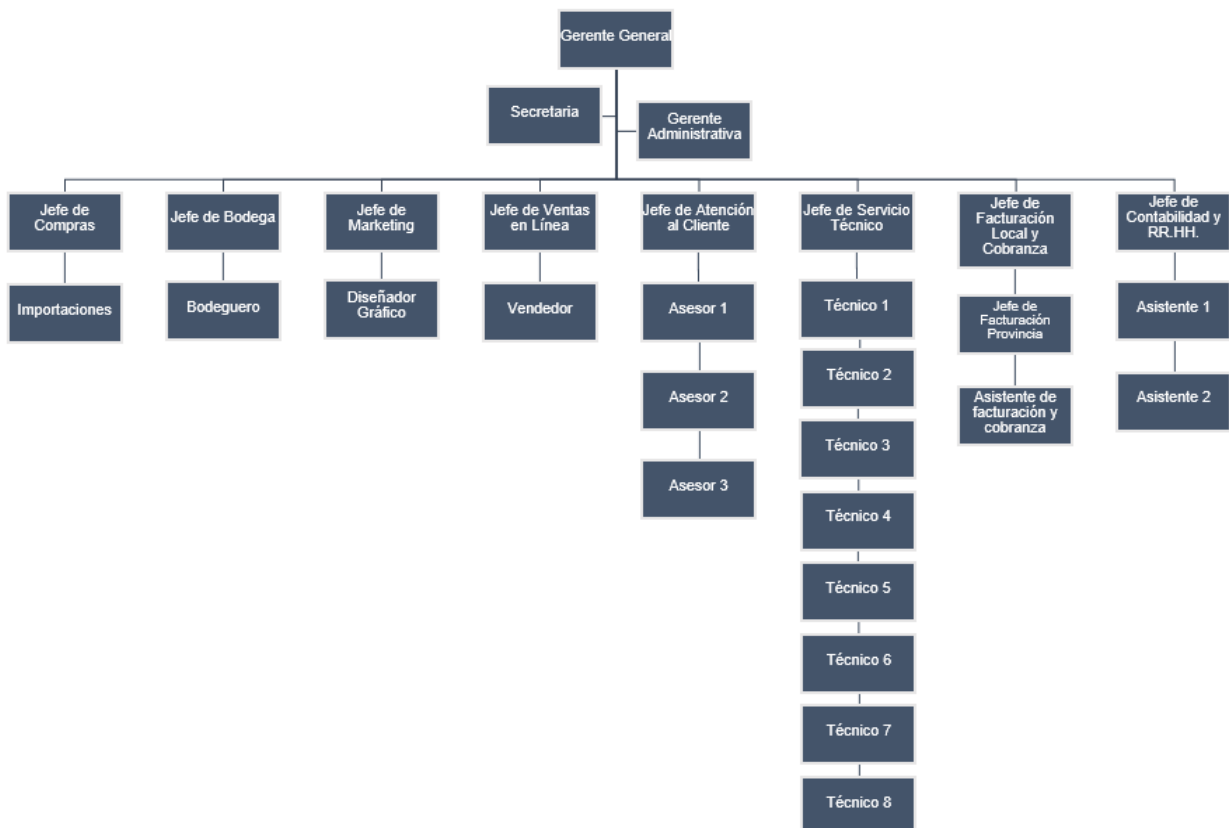 Gerente General
Secretaria
Gerente
Administrativa
Jefe de
Compras
Jefe de Bodega
Jefe de
Marketing
Jefe de Ventas
en Línea
Jefe de Atención
al Cliente
Jefe de Servicio
Técnico
Jefe de
Facturación
Local y
Cobranza
Jefe de
Contabilidad y
RR.HH.
Importaciones
Bodeguero
Diseñador
Gráfico
Vendedor
Asesor 1
Técnico 1
Jefe de
Facturación
Provincia
Asistente 1
Asesor 2
Técnico 2
Asistente de
facturación y
cobranza
Asistente 2
Técnico 3
Asesor 3
Técnico 4
Técnico 5
Técnico 6
Técnico 7
Técnico 8